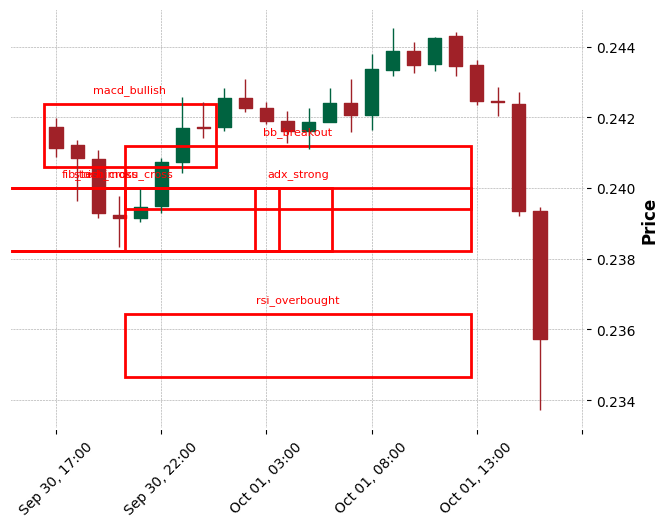 macd_bullish
bb_breakout
adx_strong
rsi_overbought
0.244
0.242
0.240
0.238
0.236
0.234
Price
Sep 30, 17:00
Sep 30, 22:00
Oct 01, 03:00
Oct 01, 08:00
Oct 01, 13:00